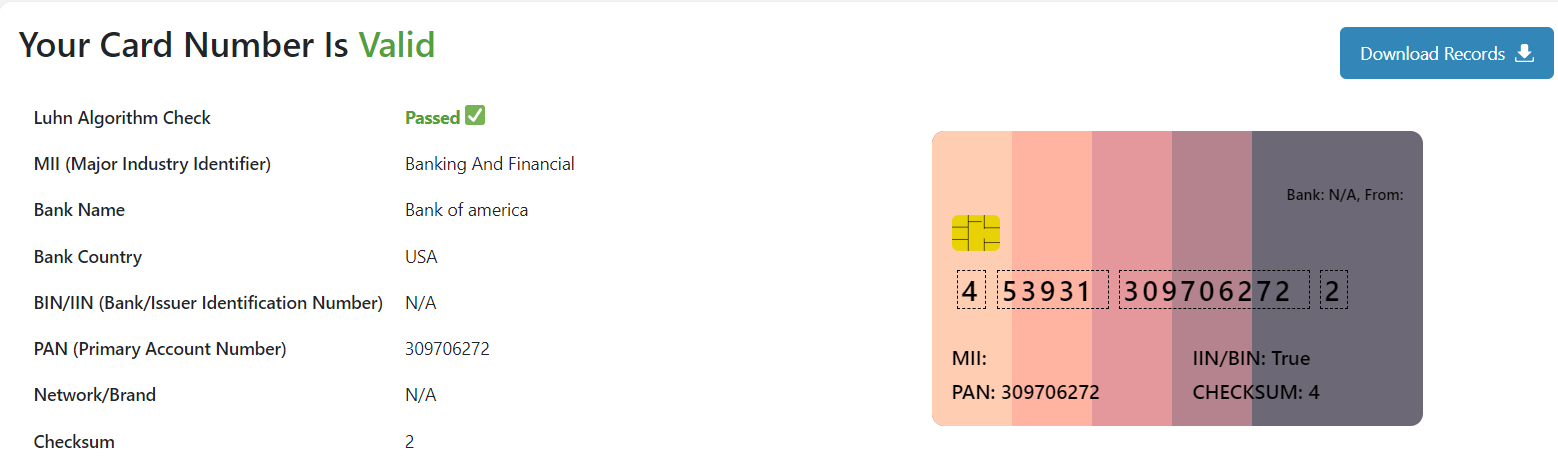 Your Card Number Is Valid
Download Records
Luhn Algorithm Check Passed
MII (Major Industry Identifier) Banking And Financial
Bank Name Bank of america
Bank Country USA
BIN/IIN (Bank/Issuer Identification Number) N/A
PAN (Primary Account Number) 309706272
Network/Brand N/A
Checksum 2
Bank: N/A, From:
4 53931 309706272 2
MII: IIN/BIN: True
PAN: 309706272 CHECKSUM: 4